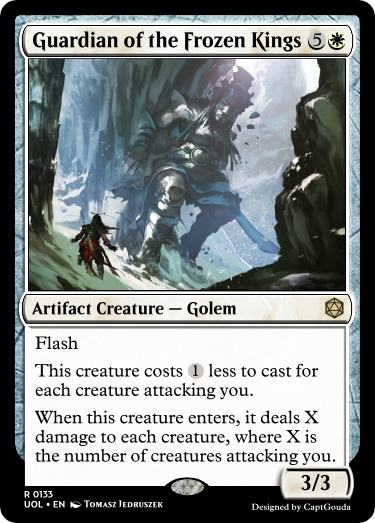 Guardian of the Frozen Kings 5
Artifact Creature — Golem
Flash
This creature costs 1 less to cast for
each creature attacking you.
When this creature enters, it deals X
damage to each creature, where X is
the number of creatures attacking you.
3/3
R 0133
UOL • EN Tomasz Jedruszek
Designed by CaptGouda